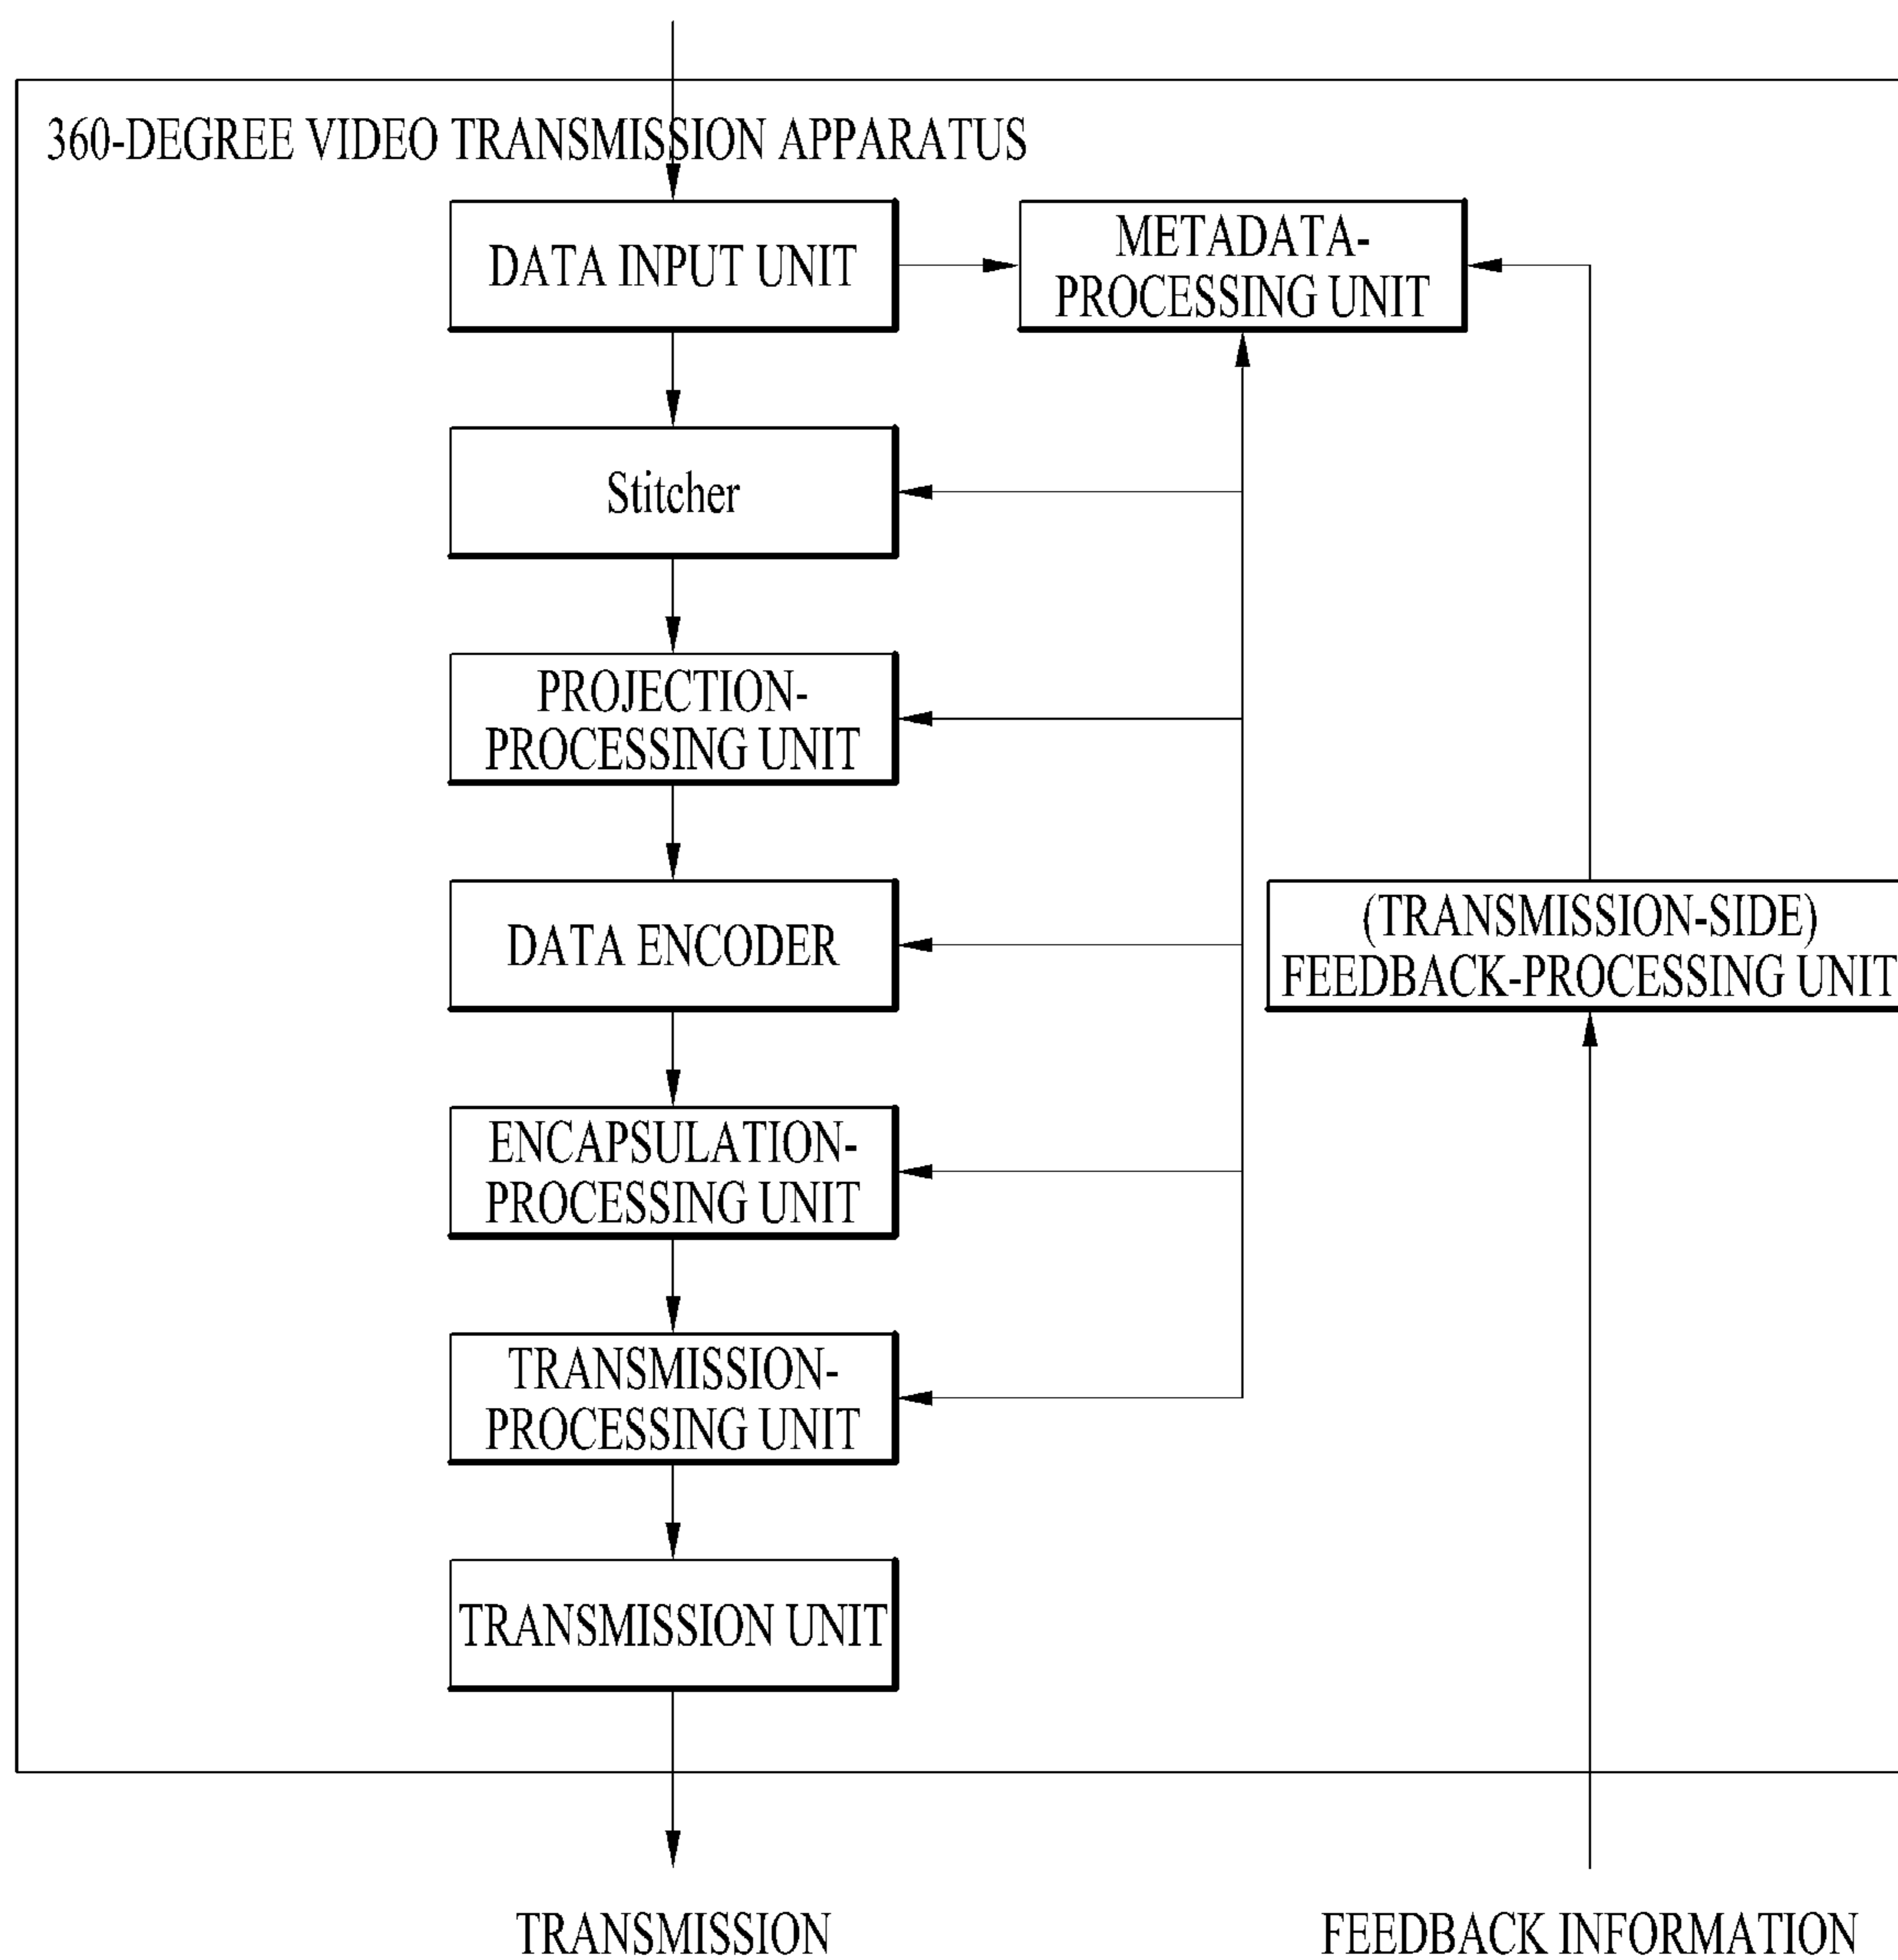 360-DEGREE VIDEO TRANSMISSION APPARATUS
DATA INPUT UNIT
METADATA-
PROCESSING UNIT
Stitcher
PROJECTION-
PROCESSING UNIT
DATA ENCODER
(TRANSMISSION-SIDE)
FEEDBACK-PROCESSING UNIT
ENCAPSULATION-
PROCESSING UNIT
TRANSMISSION-
PROCESSING UNIT
TRANSMISSION UNIT
TRANSMISSION
FEEDBACK INFORMATION